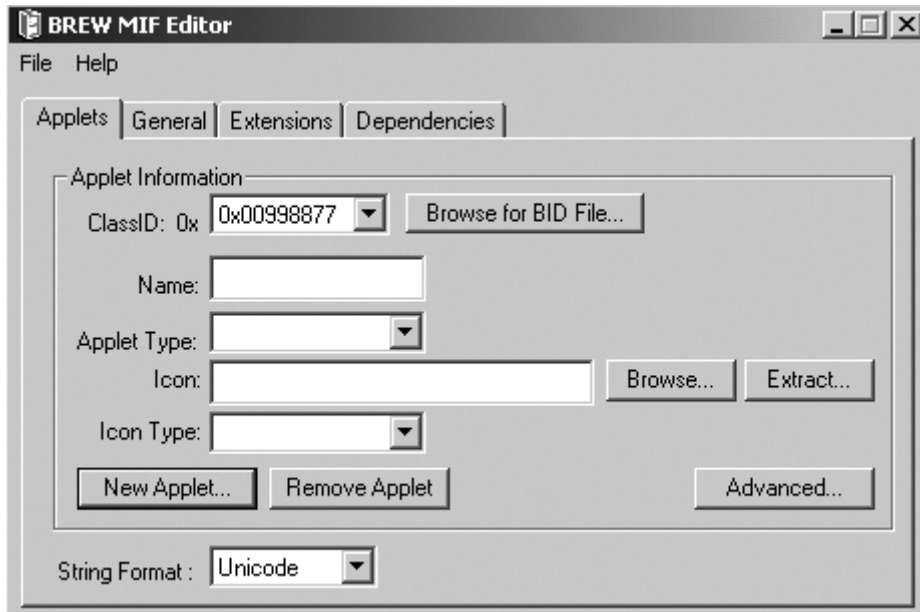 BREW MIF Editor
File Help
Applets General Extensions Dependencies
Applet Information
ClassID: 0x 0x00998877 Browse for BID File...
Name:
Applet Type:
Icon: Browse... Extract...
Icon Type:
New Applet... Remove Applet Advanced...
String Format : Unicode